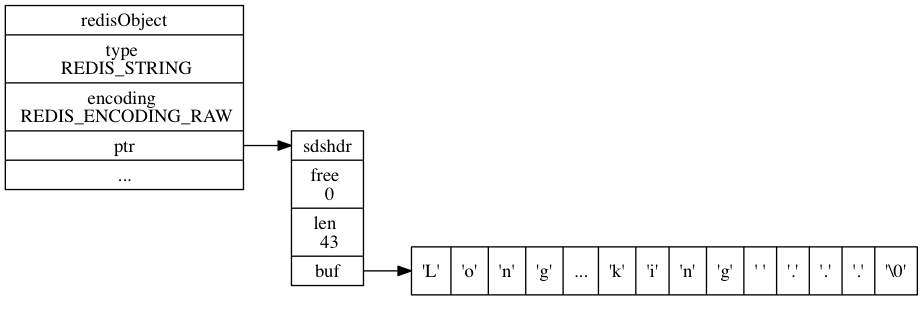 redisObject
type
REDIS_STRING
encoding
REDIS_ENCODING_RAW
ptr
...
sdshdr
free
0
len
43
buf
'L' 'o' 'n' 'g' ... 'k' 'i' 'n' 'g' ' ' '.' '.' '.' '\0'